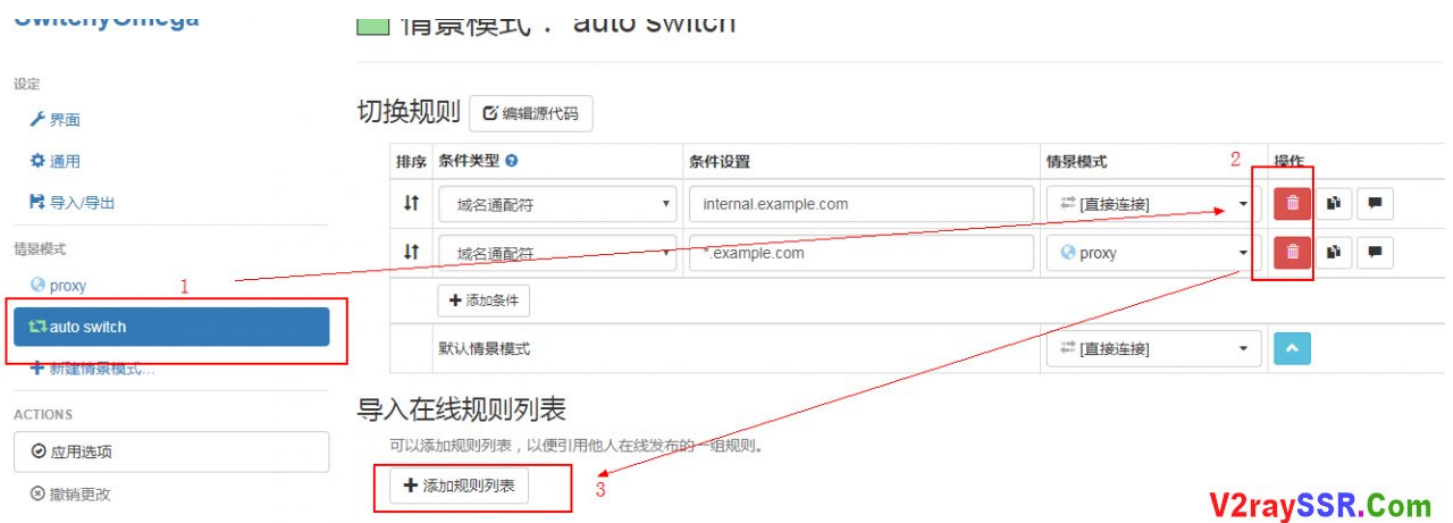 SwitchyOmega
情景模式： auto switch
设定
界面
通用
导入/导出
情景模式
proxy
1
auto switch
新建情景模式...
ACTIONS
应用选项
撤销更改
切换规则 编辑源代码
排序 条件类型 条件设置 情景模式 2 操作
域名通配符 internal.example.com [直接连接]
域名通配符 *.example.com proxy
添加条件
默认情景模式 [直接连接]
导入在线规则列表
可以添加规则列表，以便引用他人在线发布的一组规则。
添加规则列表 3
V2raySSR.Com